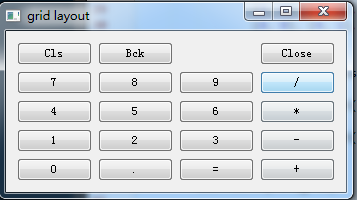 grid layout
Cls Bck Close
7 8 9 /
4 5 6 *
1 2 3 -
0 . = +